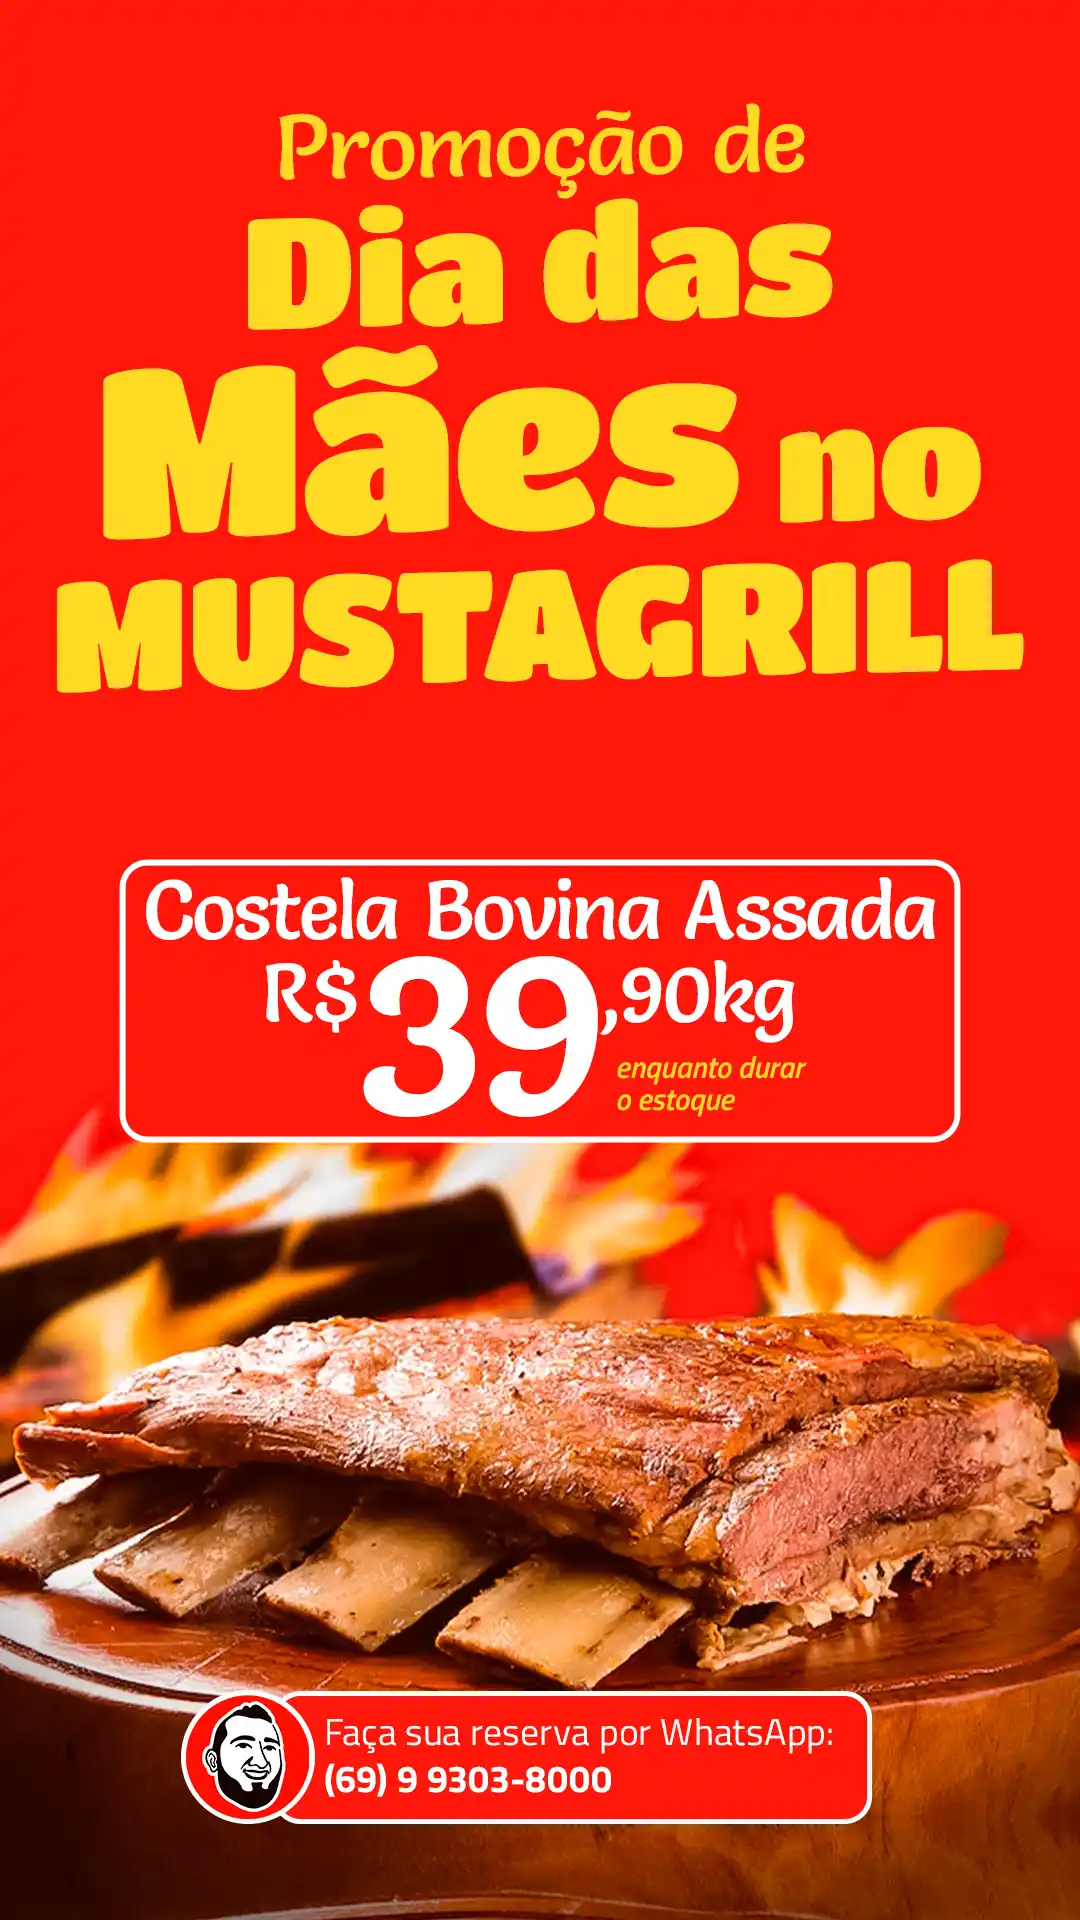 Promoção de
Dia das
Mães no
MUSTAGRILL
Costela Bovina Assada
R$39,90kg
enquanto durar
o estoque
Faça sua reserva por WhatsApp:
(69) 9 9303-8000